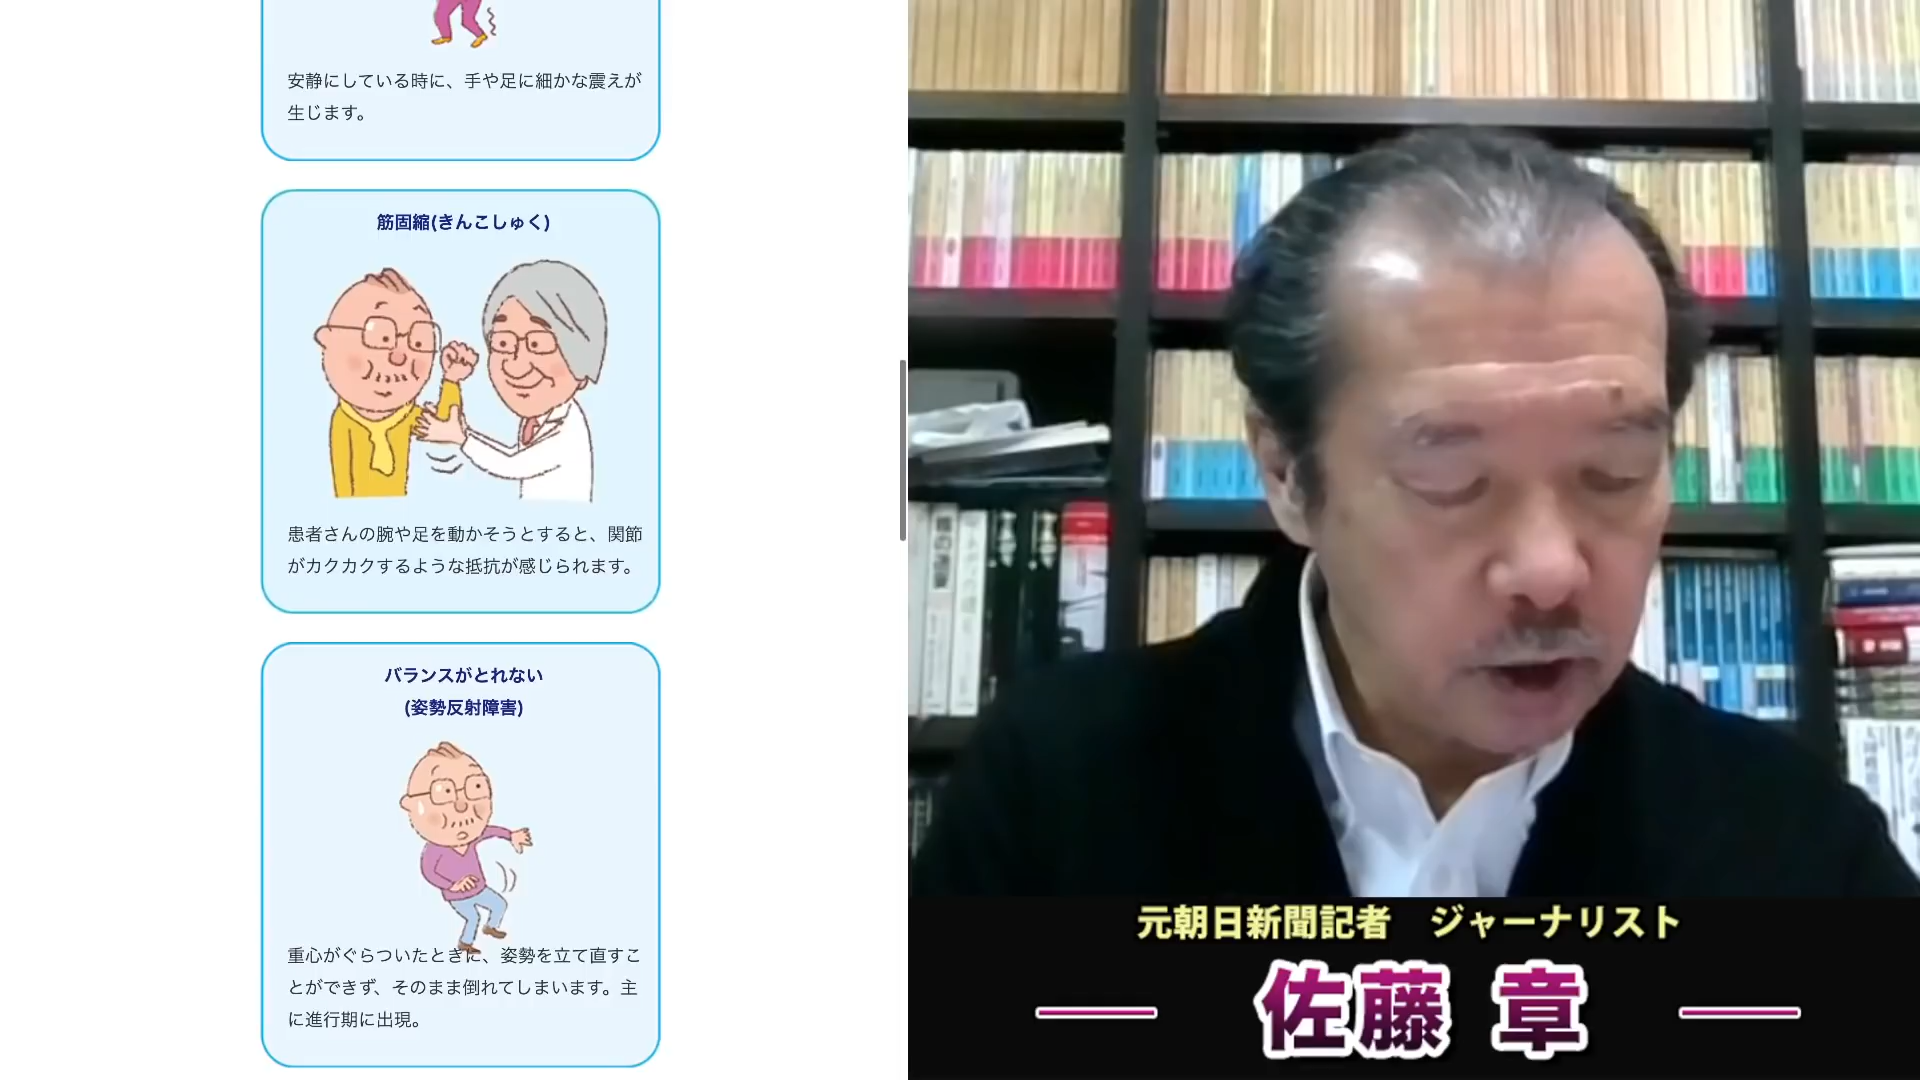 安静にしている時に、手や足に細かな震えが
生じます。
筋固縮(きんこしゅく)
患者さんの腕や足を動かそうとすると、関節
がカクカクするような抵抗が感じられます。
バランスがとれない
(姿勢反射障害)
重心がぐらついたときに、姿勢を立て直すこ
とができず、そのまま倒れてしまいます。主
に進行期に出現。
元朝日新聞記者　ジャーナリスト
佐藤 章